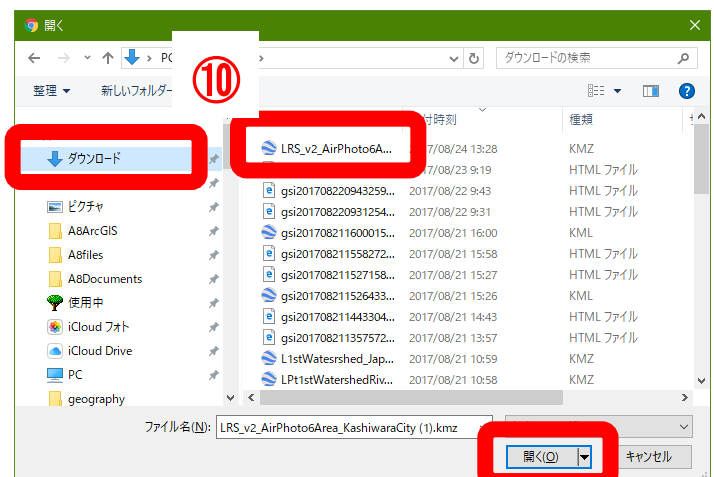 開く
PC
ダウンロードの検索
⑩
整理
新しいフォルダー
付時刻
種類
ダウンロード
LRS_v2_AirPhoto6A... 2017/08/24 13:28 KMZ
2017/08/23 9:19 HTML ファイル
ピクチャ
gsi201708220943259... 2017/08/22 9:43 HTML ファイル
A8ArcGIS
gsi201708220931254... 2017/08/22 9:31 HTML ファイル
gsi201708211600015... 2017/08/21 16:00 KML
A8files
gsi201708211558272... 2017/08/21 15:58 HTML ファイル
A8Documents
gsi201708211527158... 2017/08/21 15:27 HTML ファイル
使用中
gsi201708211526433... 2017/08/21 15:26 KML
iCloud フォト
gsi201708211443304... 2017/08/21 14:43 HTML ファイル
iCloud Drive
gsi201708211357572... 2017/08/21 13:57 HTML ファイル
L1stWatesrshed_Jap... 2017/08/21 10:59 KMZ
PC
LPt1stWatershedRiv... 2017/08/21 10:58 KMZ
geography
ファイル名(N): LRS_v2_AirPhoto6Area_KashiwaraCity (1).kmz
開く(O)
キャンセル